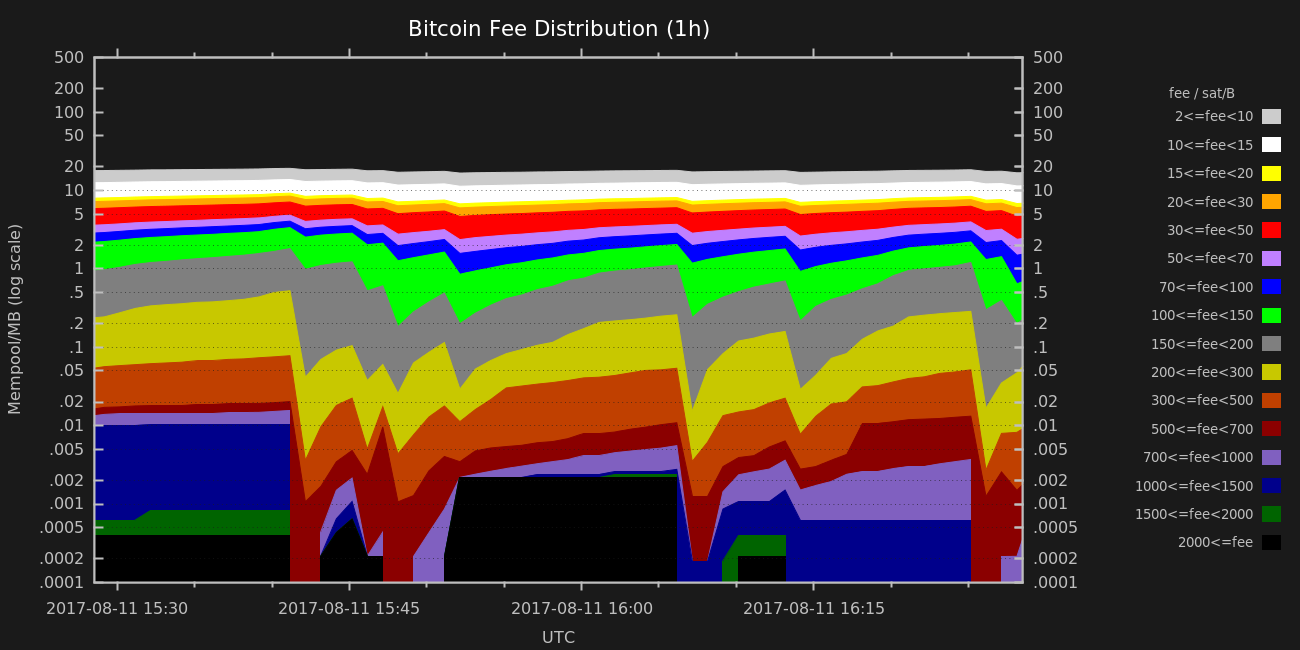 Bitcoin Fee Distribution (1h)
Mempool/MB (log scale)
500
200
100
50
20
10
5
2
1
.5
.2
.1
.05
.02
.01
.005
.002
.001
.0005
.0002
.0001
500
200
100
50
20
10
5
2
1
.5
.2
.1
.05
.02
.01
.005
.002
.001
.0005
.0002
.0001
fee / sat/B
2<=fee<10
10<=fee<15
15<=fee<20
20<=fee<30
30<=fee<50
50<=fee<70
70<=fee<100
100<=fee<150
150<=fee<200
200<=fee<300
300<=fee<500
500<=fee<700
700<=fee<1000
1000<=fee<1500
1500<=fee<2000
2000<=fee
2017-08-11 15:30 2017-08-11 15:45 2017-08-11 16:00 2017-08-11 16:15
UTC